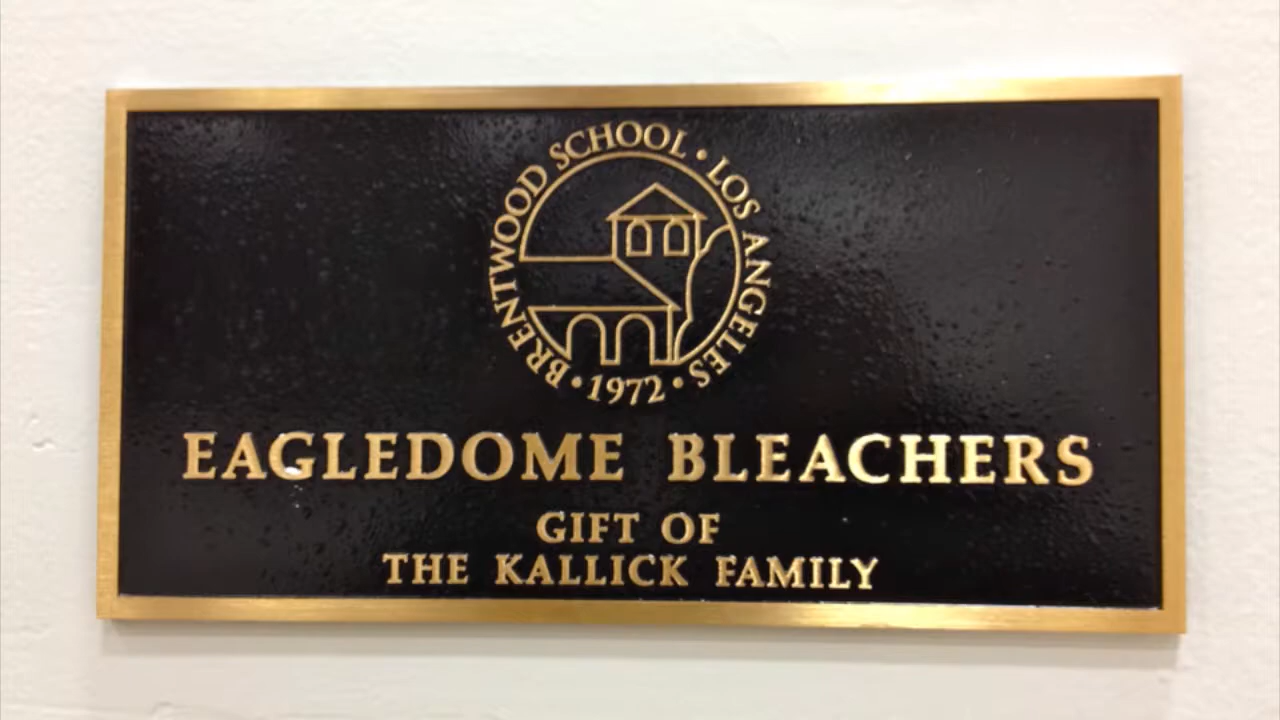 BRENTWOOD SCHOOL • LOS ANGELES • 1972 •
EAGLEDOME BLEACHERS
GIFT OF
THE KALLICK FAMILY